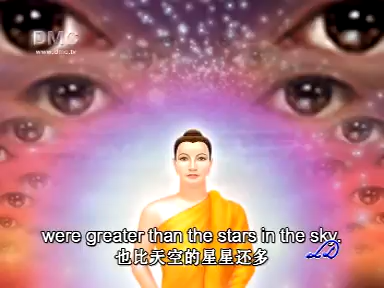 DMC
www.dmc.tv
were greater than the stars in the sky.
也比天空的星星还多
LD